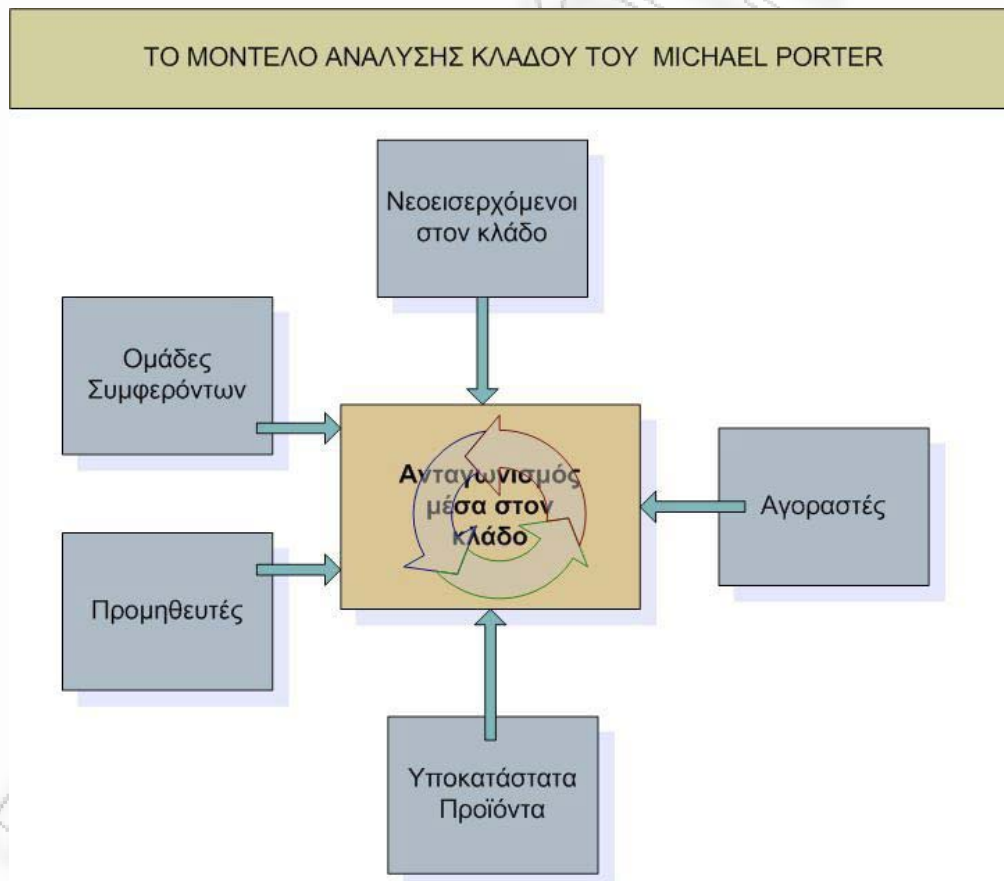 ΤΟ ΜΟΝΤΕΛΟ ΑΝΑΛΥΣΗΣ ΚΛΑΔΟΥ ΤΟΥ MICHAEL PORTER
Νεοεισερχόμενοι
στον κλάδο
Ομάδες
Συμφερόντων
Ανταγωνισμός
μέσα στον
κλάδο
Αγοραστές
Προμηθευτές
Υποκατάστατα
Προϊόντα